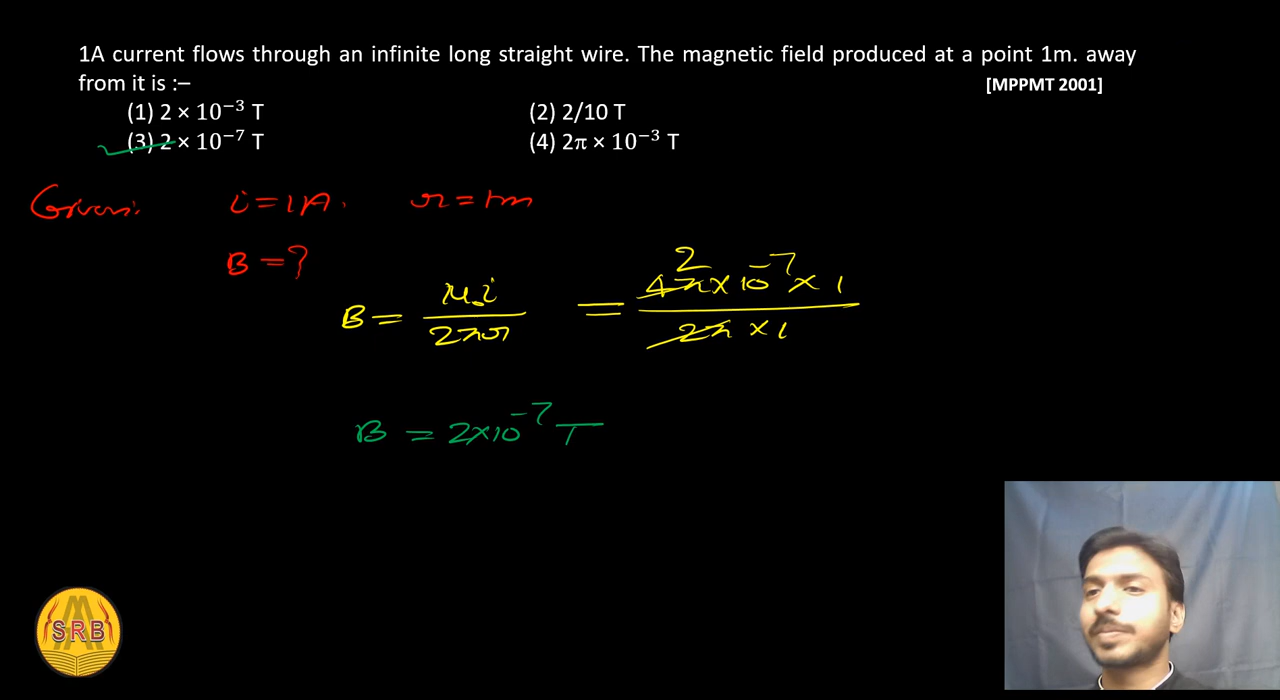 1A current flows through an infinite long straight wire. The magnetic field produced at a point 1m. away
from it is :– [MPPMT 2001]
(1) 2 × 10⁻³ T (2) 2/10 T
(3) 2 × 10⁻⁷ T (4) 2π × 10⁻³ T
Given: i = 1A. r = 1m
B = ?
B = μ₀i / 2πr = 4π × 10⁻⁷ × 1 / 2π × 1
2
B = 2×10⁻⁷ T
SRB